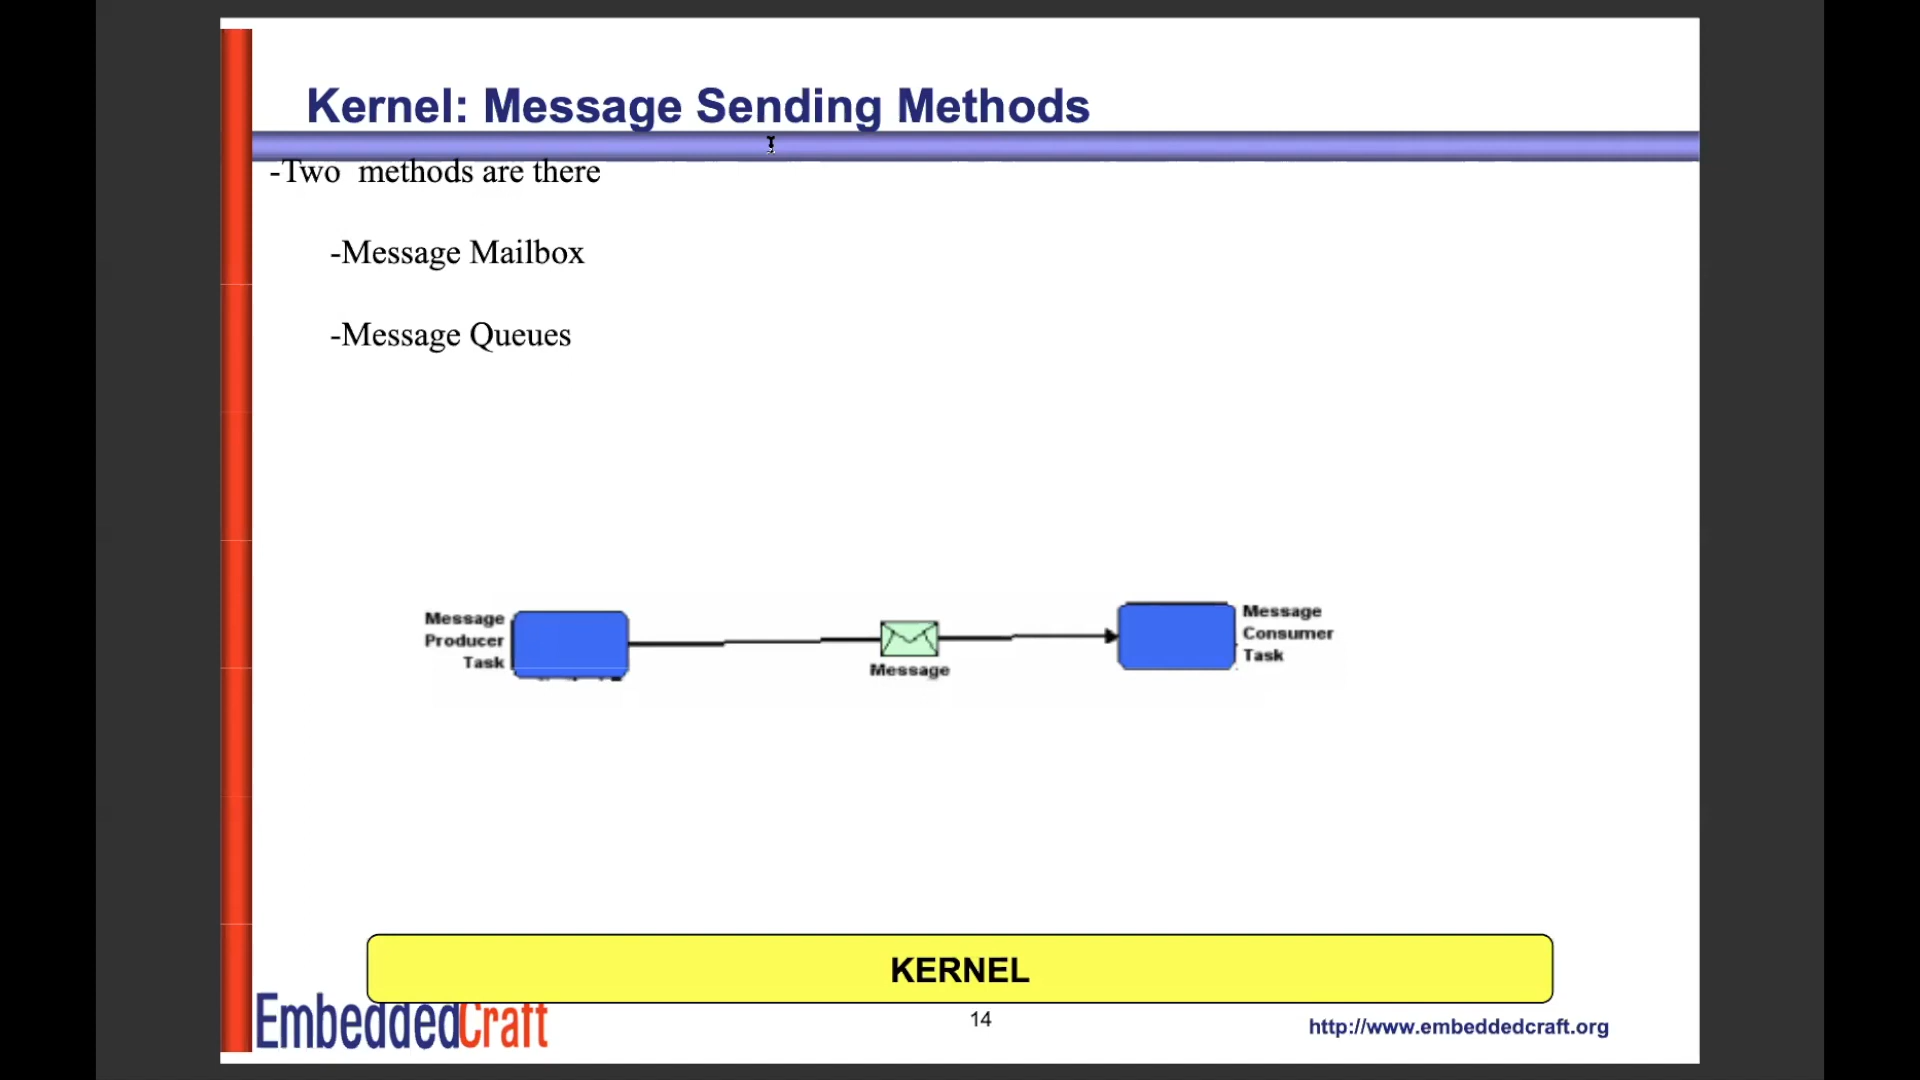 Kernel: Message Sending Methods
-Two  methods are there
-Message Mailbox
-Message Queues
Message
Producer
Task
Message
Message
Consumer
Task
KERNEL
EmbeddedCraft
14
http://www.embeddedcraft.org